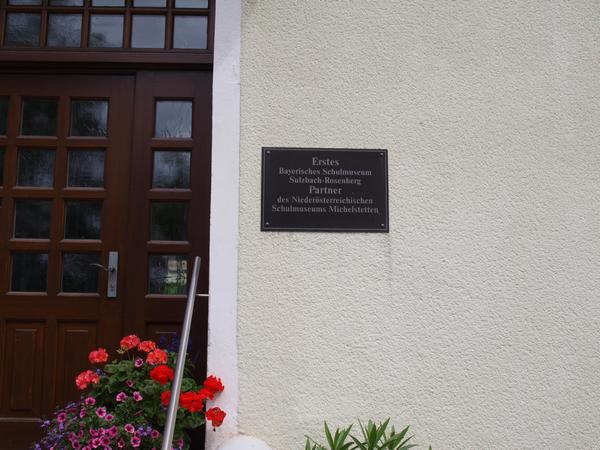 Erstes
Bayerisches Schulmuseum
Sulzbach-Rosenberg
Partner
des Niederösterreichischen
Schulmuseums Michelstetten